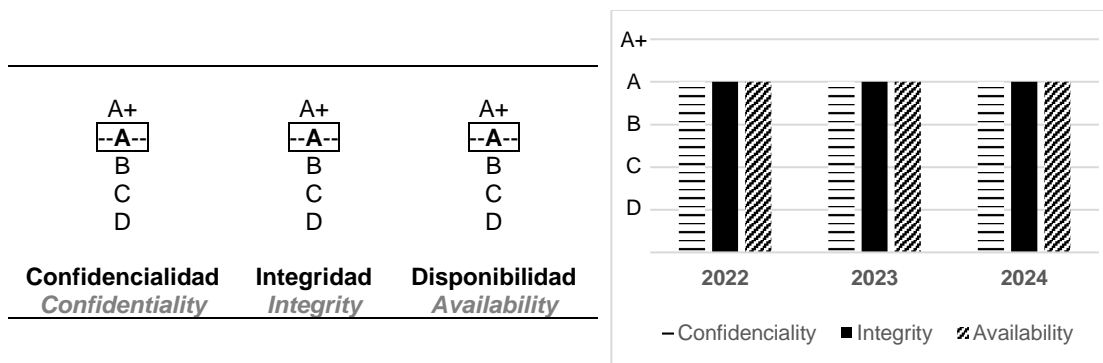 A+ A+ A+
--A-- --A-- --A--
B B B
C C C
D D D
Confidencialidad Integridad Disponibilidad
Confidentiality Integrity Availability
A+
A
B
C
D
2022 2023 2024
Confidenciality Integrity Availability